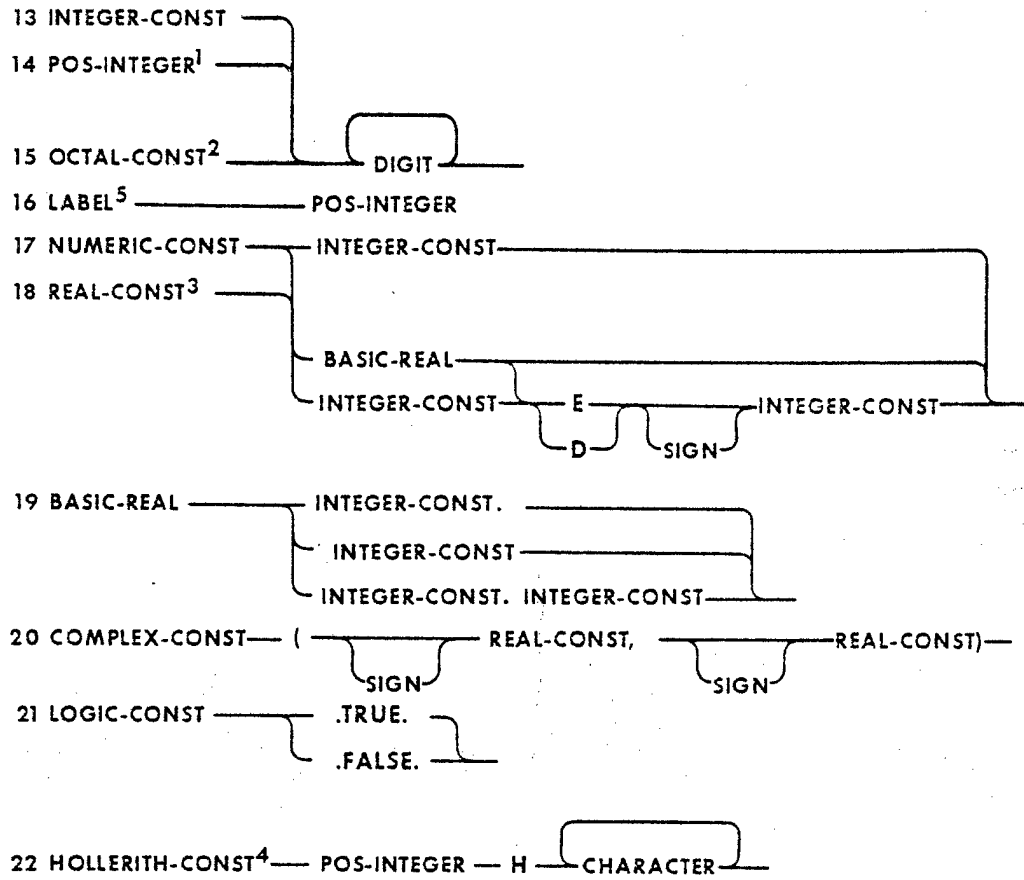 13 INTEGER-CONST
14 POS-INTEGER1
15 OCTAL-CONST2 DIGIT
16 LABEL5 POS-INTEGER
17 NUMERIC-CONST INTEGER-CONST
18 REAL-CONST3
BASIC-REAL
INTEGER-CONST E INTEGER-CONST
D SIGN
19 BASIC-REAL INTEGER-CONST.
INTEGER-CONST
INTEGER-CONST. INTEGER-CONST
20 COMPLEX-CONST ( REAL-CONST, REAL-CONST)
SIGN SIGN
21 LOGIC-CONST .TRUE.
.FALSE.
22 HOLLERITH-CONST4 POS-INTEGER H CHARACTER